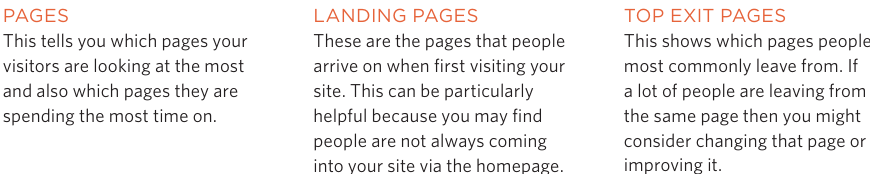 PAGES
This tells you which pages your
visitors are looking at the most
and also which pages they are
spending the most time on.
LANDING PAGES
These are the pages that people
arrive on when first visiting your
site. This can be particularly
helpful because you may find
people are not always coming
into your site via the homepage.
TOP EXIT PAGES
This shows which pages people
most commonly leave from. If
a lot of people are leaving from
the same page then you might
consider changing that page or
improving it.